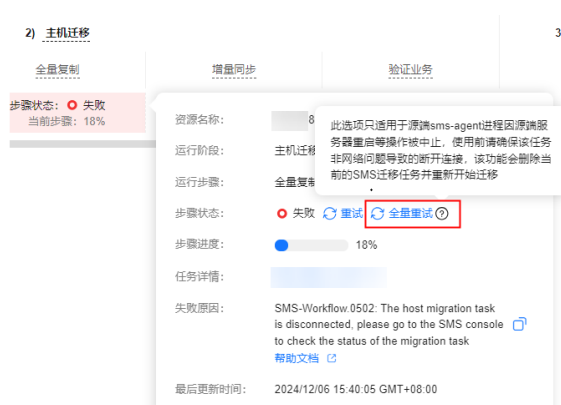 2) 主机迁移
3
全量复制
增量同步
验证业务
步骤状态： 失败
当前步骤：18%
资源名称：
8
此选项只适用于源端sms-agent进程因源端服
务器重启等操作被中止，使用前请确保该任务
非网络问题导致的断开连接，该功能会删除当
前的SMS迁移任务并重新开始迁移
运行阶段：
主机迁移
运行步骤：
全量复制
步骤状态：
失败 重试 全量重试 ?
步骤进度：
18%
任务详情：
失败原因：
SMS-Workflow.0502: The host migration task
is disconnected, please go to the SMS console
to check the status of the migration task
帮助文档
最后更新时间：
2024/12/06 15:40:05 GMT+08:00